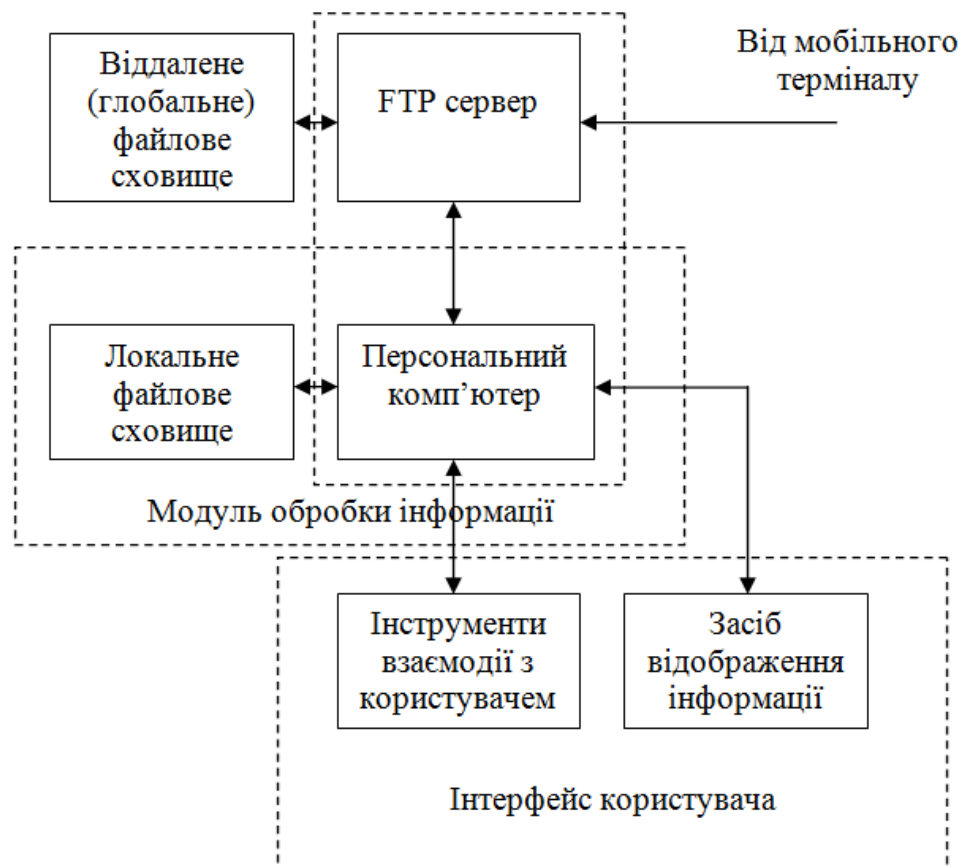 Віддалене
(глобальне)
файлове
сховище
FTP сервер
Від мобільного
терміналу
Локальне
файлове
сховище
Персональний
комп’ютер
Модуль обробки інформації
Інструменти
взаємодії з
користувачем
Засіб
відображення
інформації
Інтерфейс користувача